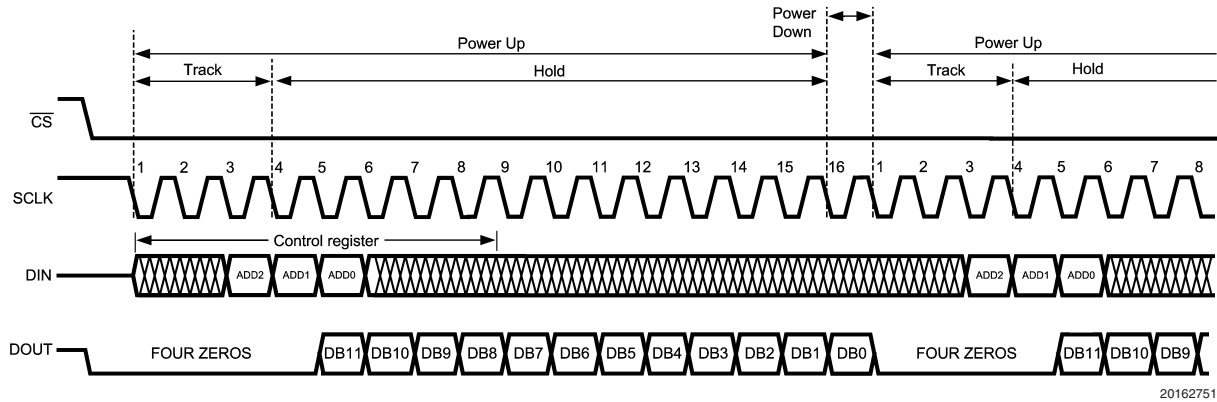 Power Down
Power Up
Power Up
Track
Hold
Track
Hold
CS
1 2 3 4 5 6 7 8 9 10 11 12 13 14 15 16 1 2 3 4 5 6 7 8
SCLK
Control register
DIN
ADD2 ADD1 ADD0 ADD2 ADD1 ADD0
DOUT
FOUR ZEROS DB11 DB10 DB9 DB8 DB7 DB6 DB5 DB4 DB3 DB2 DB1 DB0 FOUR ZEROS DB11 DB10 DB9
20162751